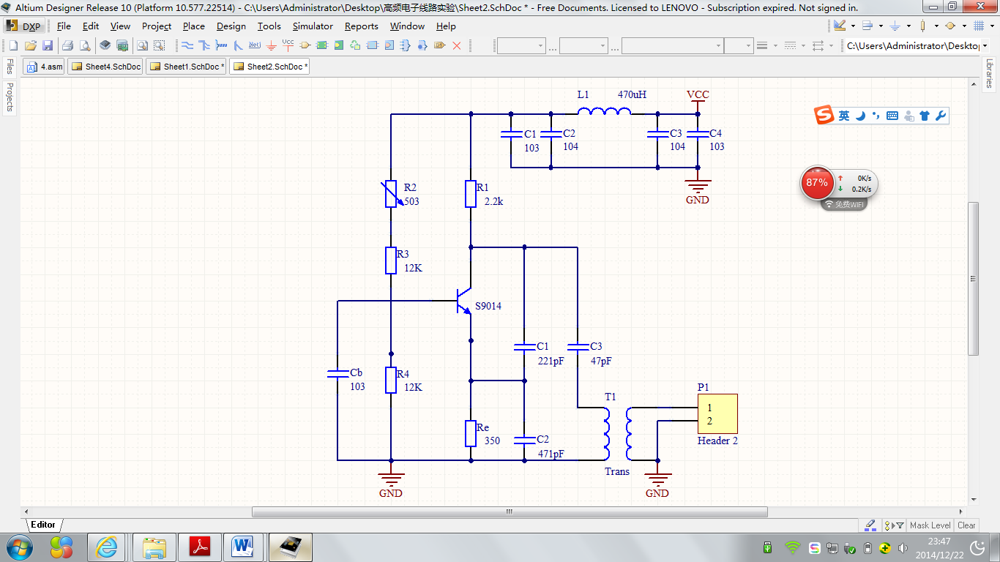 Altium Designer Release 10 (Platform 10.577.22514) - C:\Users\Administrator\Desktop\高频电子线路实验\Sheet2.SchDoc * - Free Documents. Licensed to LENOVO - Subscription expired. Not signed in.
DXP File Edit View Project Place Design Tools Simulator Reports Window Help
Net Vcc ... ... C:\Users\Administrator\Deskto
4.asm Sheet4.SchDoc Sheet1.SchDoc * Sheet2.SchDoc *
Files
Projects
Libraries
L1 470uH VCC
C1 C2 C3 C4
103 104 104 103
GND
R2 R1
503 2.2k
R3
12K
S9014
C1 C3
221pF 47pF
Cb R4
103 12K
P1
T1
1
2
Re C2
350 471pF
Header 2
Trans
GND GND
英
87% 0K/s
0.2K/s
免费WIFI
Editor
Mask Level Clear
23:47
2014/12/22